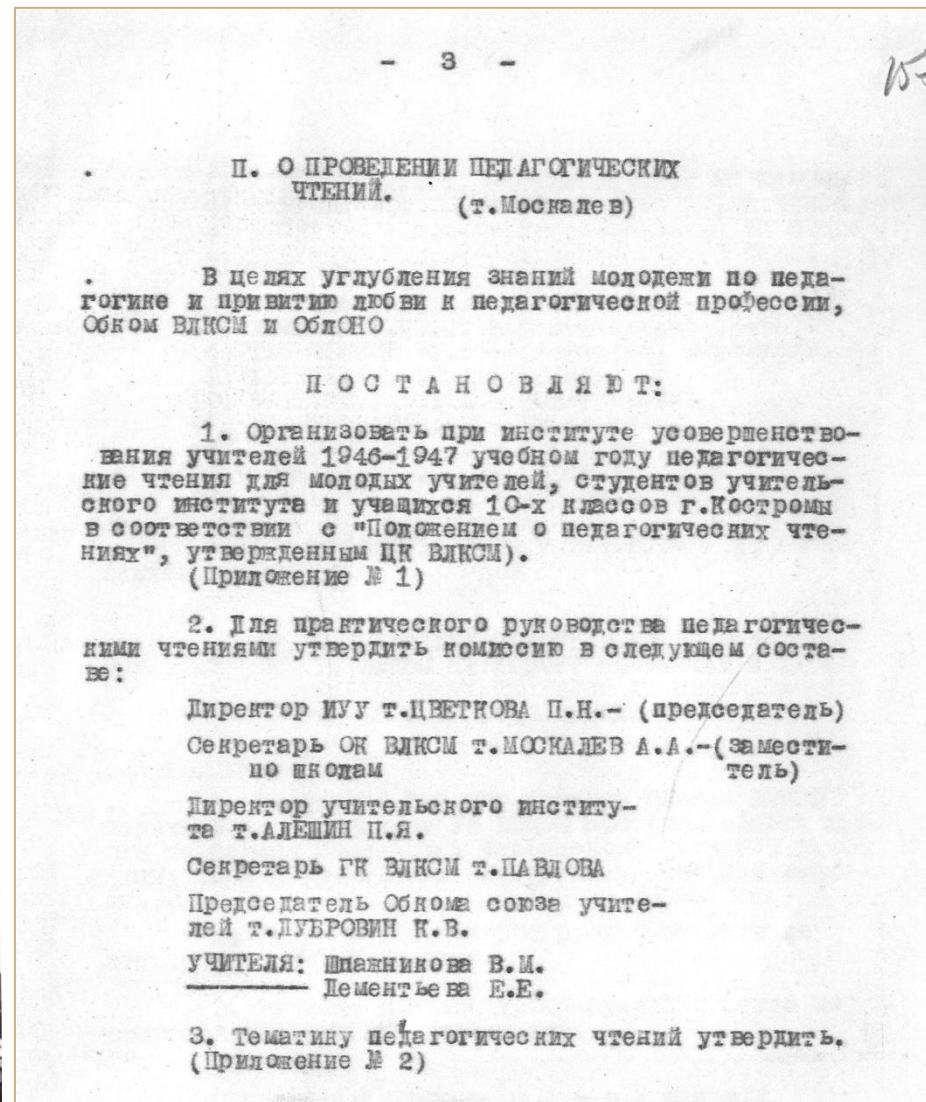 - 3 -
П. О ПРОВЕДЕНИИ ПЕДАГОГИЧЕСКИХ
ЧТЕНИЙ.
(т.Москалев)
В целях углубления знаний молодежи по педа-
гогике и привитию любви к педагогической профессии,
Обком ВЛКСМ и ОблОНО
П О С Т А Н О В Л Я Ю Т:
1. Организовать при институте усовершенство-
вания учителей 1946-1947 учебном году педагогичес-
кие чтения для молодых учителей, студентов учитель-
ского института и учащихся 10-х классов г.Костромы
в соответствии с "Положением о педагогических чте-
ниях", утвержденным ЦК ВЛКСМ).
(Приложение № 1)
2. Для практического руководства педагогичес-
кими чтениями утвердить комиссию в следующем соста-
ве:
Директор ИУУ т.ЦВЕТКОВА П.Н.- (председатель)
Секретарь ОК ВЛКСМ т.МОСКАЛЕВ А.А.-(замести-
по школам тель)
Директор учительского институ-
та т.АЛЕШИН П.Я.
Секретарь ГК ВЛКСМ т.ПАВЛОВА
Председатель Обкома союза учите-
лей т.ДУБРОВИН К.В.
УЧИТЕЛЯ: Шпажникова В.М.
Дементьева Е.Е.
3. Тематику педагогических чтений утвердить.
(Приложение № 2)